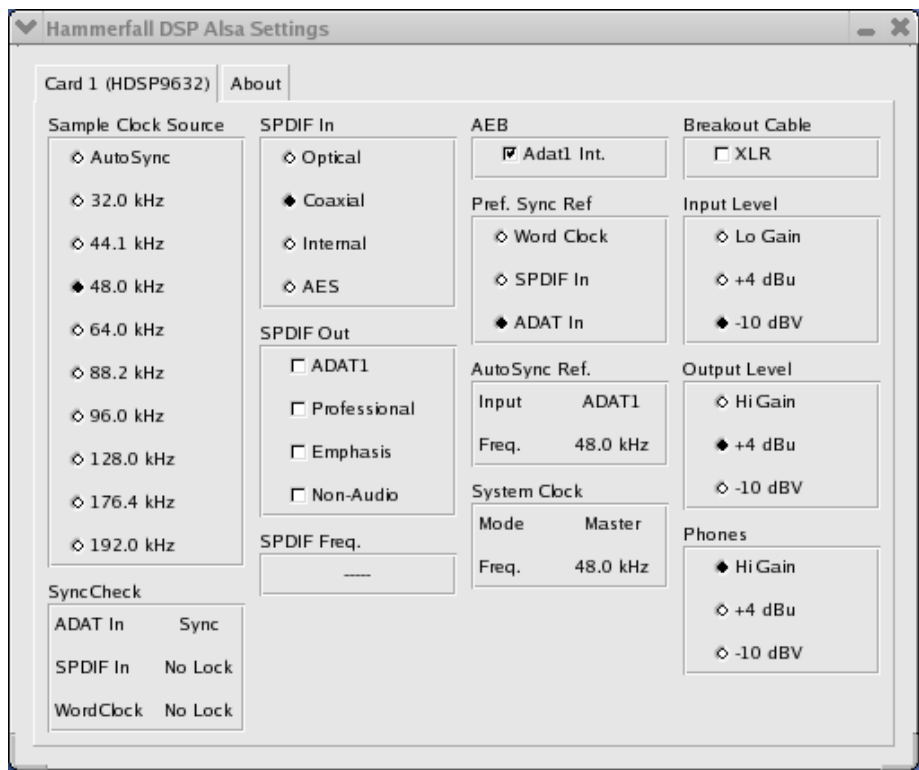 Hammerfall DSP Alsa Settings
Card 1 (HDSP9632)
About
Sample Clock Source
AutoSync
32.0 kHz
44.1 kHz
48.0 kHz
64.0 kHz
88.2 kHz
96.0 kHz
128.0 kHz
176.4 kHz
192.0 kHz
SyncCheck
ADAT In Sync
SPDIF In No Lock
WordClock No Lock
SPDIF In
Optical
Coaxial
Internal
AES
SPDIF Out
ADAT1
Professional
Emphasis
Non-Audio
SPDIF Freq.
-----
AEB
Adat1 Int.
Pref. Sync Ref
Word Clock
SPDIF In
ADAT In
AutoSync Ref.
Input ADAT1
Freq. 48.0 kHz
System Clock
Mode Master
Freq. 48.0 kHz
Breakout Cable
XLR
Input Level
Lo Gain
+4 dBu
-10 dBV
Output Level
Hi Gain
+4 dBu
-10 dBV
Phones
Hi Gain
+4 dBu
-10 dBV